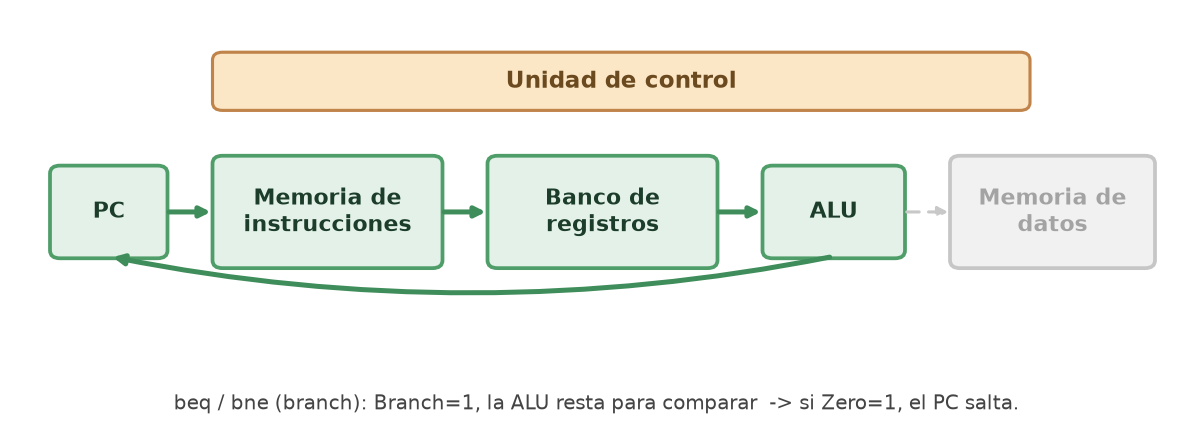 Unidad de control
PC
Memoria de
instrucciones
Banco de
registros
ALU
Memoria de
datos
beq / bne (branch): Branch=1, la ALU resta para comparar  -> si Zero=1, el PC salta.